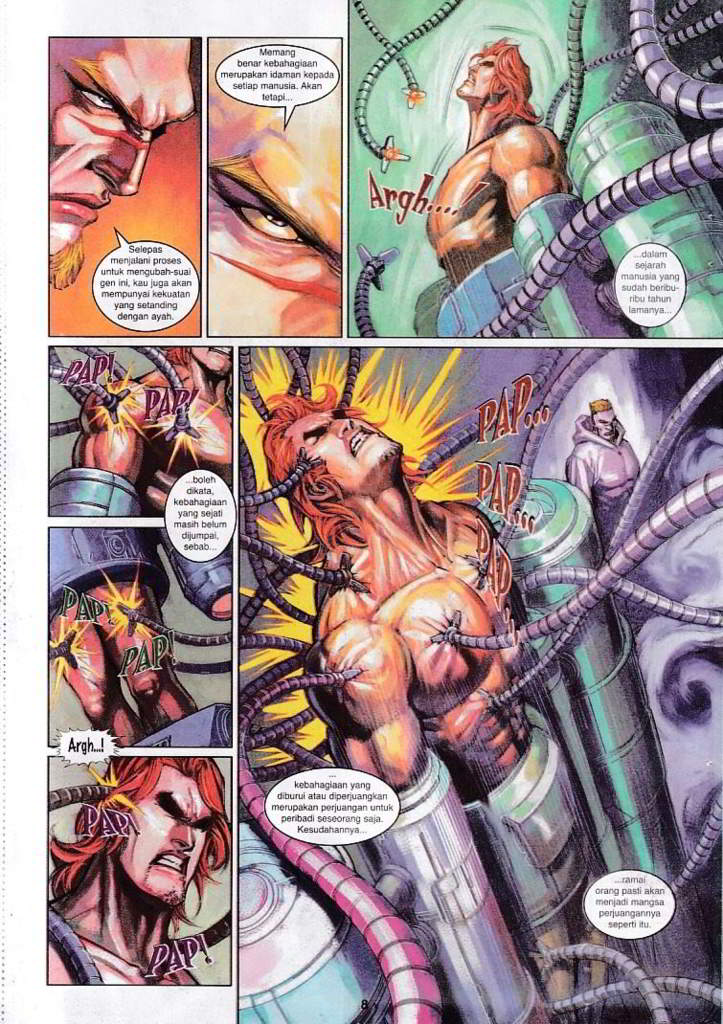 Selepas
menjalani proses
untuk mengubah-suai
gen ini, kau juga akan
mempunyai kekuatan
yang setanding
dengan ayah.
Memang
benar kebahagiaan
merupakan idaman kepada
setiap manusia. Akan
tetapi...
Argh....
...dalam
sejarah
manusia yang
sudah beribu-
ribu tahun
lamanya...
PAP!
PAP!
...boleh
dikata,
kebahagiaan
yang sejati
masih belum
dijumpai,
sebab...
PAP!
PAP!
Argh...!
PAP!
PAP!
PAP...
PAP...
PAP...
...
kebahagiaan yang
diburui atau diperjuangkan
merupakan perjuangan untuk
peribadi seseorang saja.
Kesudahannya...
...ramai
orang pasti akan
menjadi mangsa
perjuangannya
seperti itu.
8